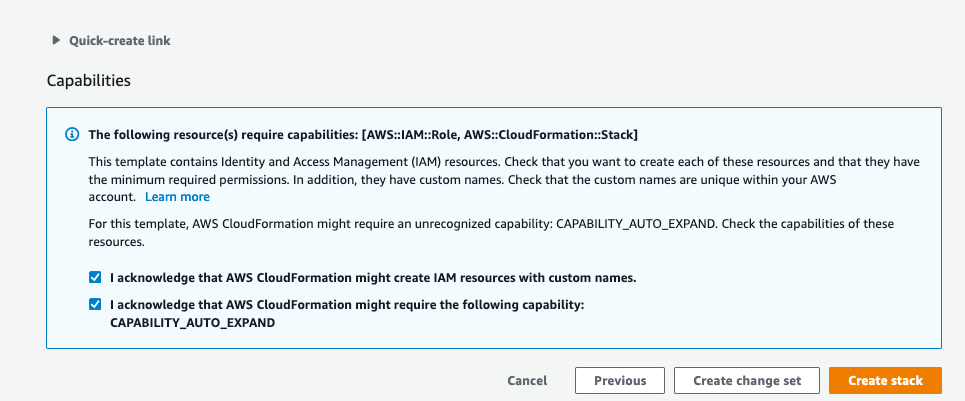 Quick-create link
Capabilities
The following resource(s) require capabilities: [AWS::IAM::Role, AWS::CloudFormation::Stack]
This template contains Identity and Access Management (IAM) resources. Check that you want to create each of these resources and that they have
the minimum required permissions. In addition, they have custom names. Check that the custom names are unique within your AWS
account. Learn more
For this template, AWS CloudFormation might require an unrecognized capability: CAPABILITY_AUTO_EXPAND. Check the capabilities of these
resources.
I acknowledge that AWS CloudFormation might create IAM resources with custom names.
I acknowledge that AWS CloudFormation might require the following capability:
CAPABILITY_AUTO_EXPAND
Cancel Previous Create change set Create stack